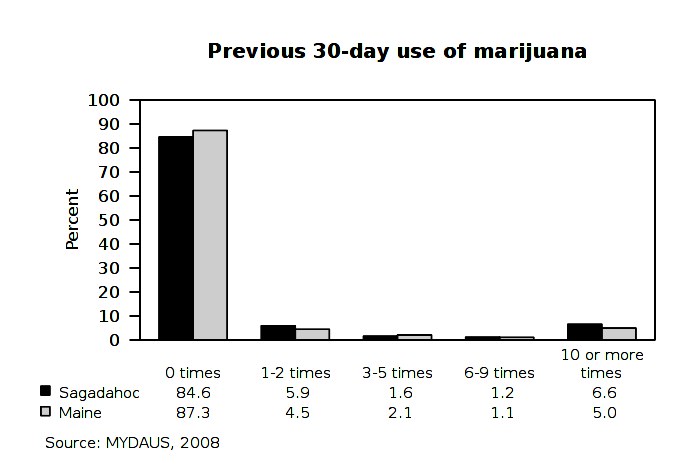 Previous 30-day use of marijuana
100
90
80
70
60
50
40
30
20
10
0
Percent
0 times 1-2 times 3-5 times 6-9 times 10 or more times
Sagadahoc 84.6 5.9 1.6 1.2 6.6
Maine 87.3 4.5 2.1 1.1 5.0
Source: MYDAUS, 2008